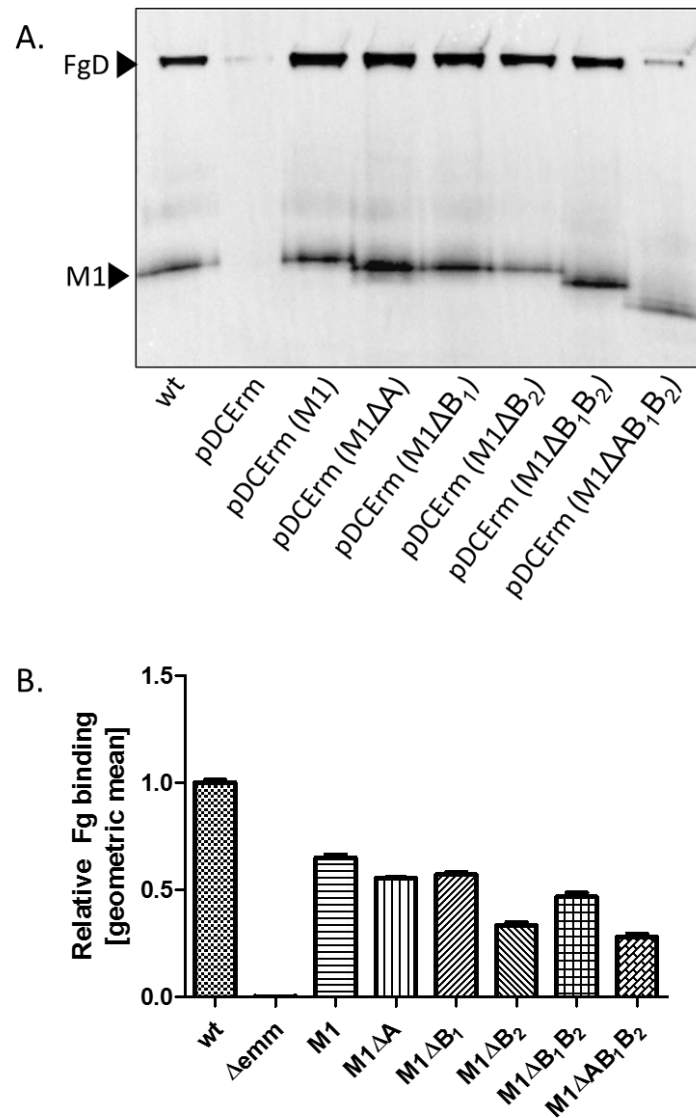 A.
FgD
M1
wt
pDCErm
pDCErm (M1)
pDCErm (M1ΔA)
pDCErm (M1ΔB₁)
pDCErm (M1ΔB₂)
pDCErm (M1ΔB₁B₂)
pDCErm (M1ΔAB₁B₂)
B.
Relative Fg binding
[geometric mean]
1.5
1.0
0.5
0.0
wt
Δemm
M1
M1ΔA
M1ΔB₁
M1ΔB₂
M1ΔB₁B₂
M1ΔAB₁B₂